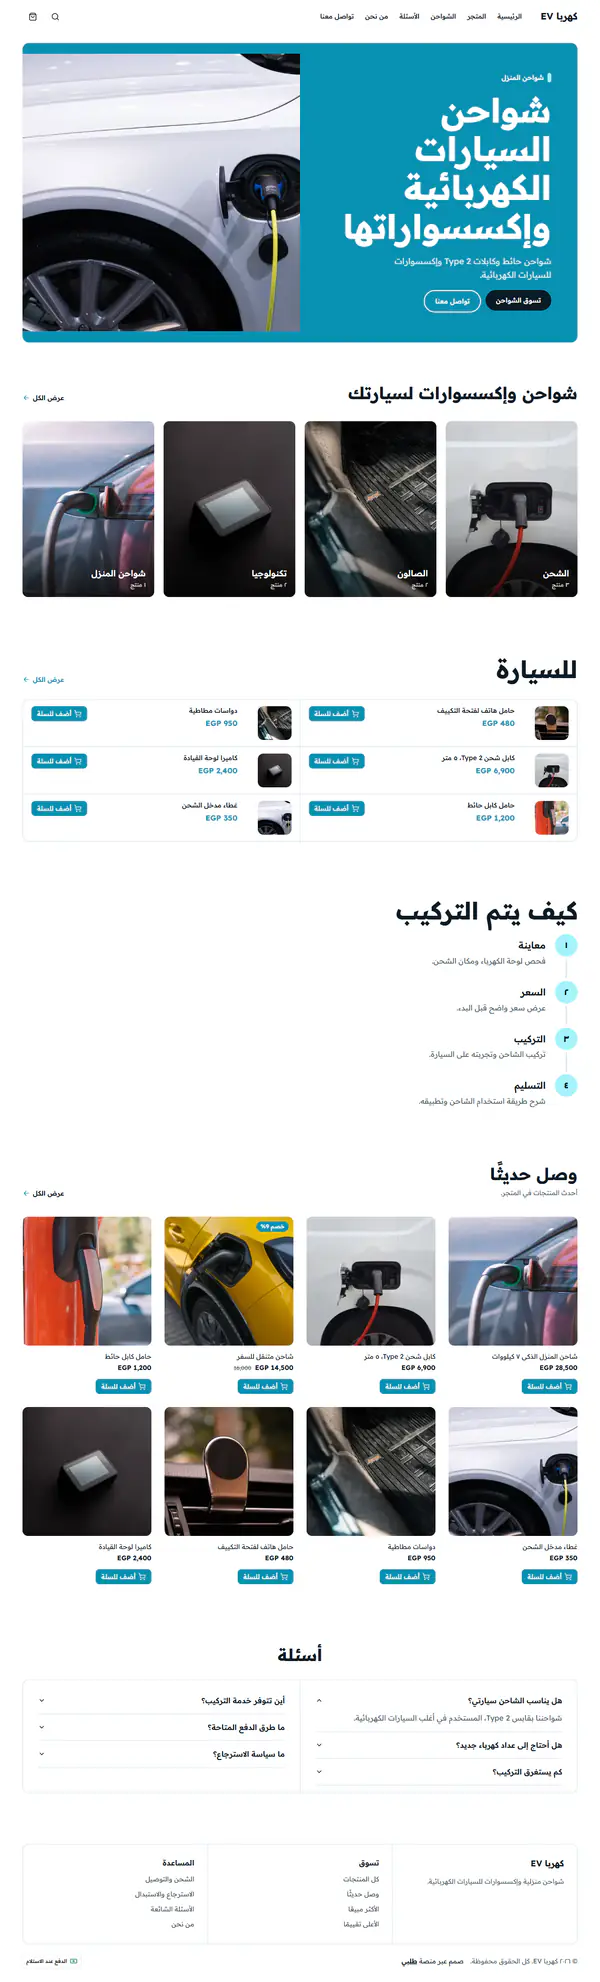 كهربا EV
الرئيسية
المتجر
الشواحن
الأسئلة
من نحن
تواصل معنا
شواحن المنزل
شواحن
السيارات
الكهربائية
وإكسسواراتها
شواحن حائط وكابلات Type 2 وإكسسوارات
للسيارات الكهربائية.
تسوق الشواحن
تواصل معنا
شواحن وإكسسوارات لسيارتك
عرض الكل ←
الشحن
٣ منتج
الصالون
٢ منتج
تكنولوجيا
٢ منتج
شواحن المنزل
١ منتج
للسيارة
عرض الكل ←
حامل هاتف لفتحة التكييف
EGP 480
أضف للسلة
دواسات مطاطية
EGP 950
أضف للسلة
كابل شحن Type 2، ٥ متر
EGP 6,900
أضف للسلة
كاميرا لوحة القيادة
EGP 2,400
أضف للسلة
حامل كابل حائط
EGP 1,200
أضف للسلة
غطاء مدخل الشحن
EGP 350
أضف للسلة
كيف يتم التركيب
١
معاينة
فحص لوحة الكهرباء ومكان الشحن.
٢
السعر
عرض سعر واضح قبل البدء.
٣
التركيب
تركيب الشاحن وتجربته على السيارة.
٤
التسليم
شرح طريقة استخدام الشاحن وتطبيقه.
وصل حديثًا
أحدث المنتجات في المتجر.
عرض الكل ←
شاحن المنزل الذكي ٧ كيلووات
EGP 28,500
أضف للسلة
كابل شحن Type 2، ٥ متر
EGP 6,900
أضف للسلة
خصم ٩%
شاحن متنقل للسفر
EGP 14,500 16,000
أضف للسلة
حامل كابل حائط
EGP 1,200
أضف للسلة
غطاء مدخل الشحن
EGP 350
أضف للسلة
دواسات مطاطية
EGP 950
أضف للسلة
حامل هاتف لفتحة التكييف
EGP 480
أضف للسلة
كاميرا لوحة القيادة
EGP 2,400
أضف للسلة
أسئلة
هل يناسب الشاحن سيارتي؟
شواحننا بقابس Type 2، المستخدم في أغلب السيارات الكهربائية.
هل أحتاج إلى عداد كهرباء جديد؟
كم يستغرق التركيب؟
أين تتوفر خدمة التركيب؟
ما طرق الدفع المتاحة؟
ما سياسة الاسترجاع؟
كهربا EV
شواحن منزلية وإكسسوارات للسيارات الكهربائية.
تسوق
كل المنتجات
وصل حديثًا
الأكثر مبيعًا
الأعلى تقييمًا
المساعدة
الشحن والتوصيل
الاسترجاع والاستبدال
الأسئلة الشائعة
من نحن
© ٢٠٢٦ كهربا EV. كل الحقوق محفوظة.
صمم عبر منصة طلبي
الدفع عند الاستلام